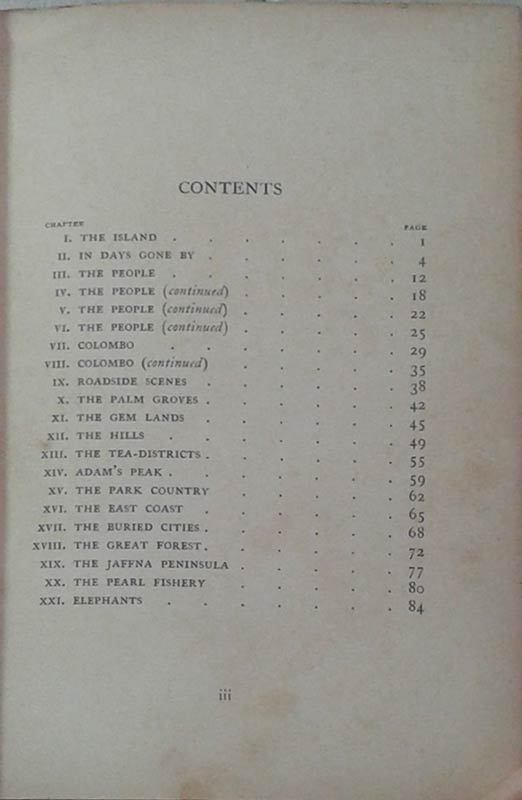 CONTENTS
CHAPTER PAGE
I. THE ISLAND . . . . . . 1
II. IN DAYS GONE BY . . . . . 4
III. THE PEOPLE . . . . . . 12
IV. THE PEOPLE (continued) . . . . 18
V. THE PEOPLE (continued) . . . . 22
VI. THE PEOPLE (continued) . . . . 25
VII. COLOMBO . . . . . . 29
VIII. COLOMBO (continued) . . . . 35
IX. ROADSIDE SCENES . . . . . 38
X. THE PALM GROVES . . . . . 42
XI. THE GEM LANDS . . . . . 45
XII. THE HILLS . . . . . . 49
XIII. THE TEA-DISTRICTS . . . . . 55
XIV. ADAM'S PEAK . . . . . . 59
XV. THE PARK COUNTRY . . . . 62
XVI. THE EAST COAST . . . . . 65
XVII. THE BURIED CITIES . . . . . 68
XVIII. THE GREAT FOREST . . . . . 72
XIX. THE JAFFNA PENINSULA . . . . 77
XX. THE PEARL FISHERY . . . . 80
XXI. ELEPHANTS . . . . . . 84
iii